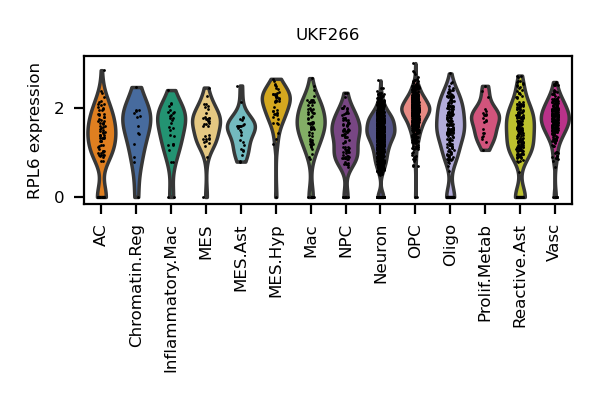 UKF266
RPL6 expression
2
0
AC
Chromatin.Reg
Inflammatory.Mac
MES
MES.Ast
MES.Hyp
Mac
NPC
Neuron
OPC
Oligo
Prolif.Metab
Reactive.Ast
Vasc